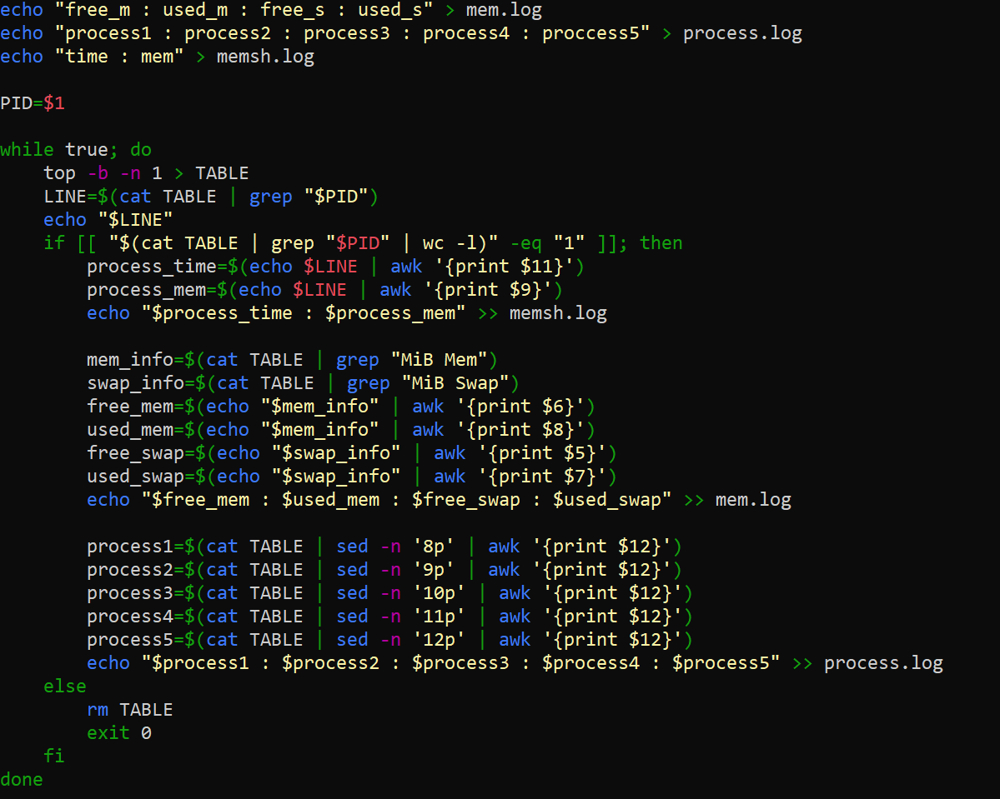 echo "free_m : used_m : free_s : used_s" > mem.log
echo "process1 : process2 : process3 : process4 : proccess5" > process.log
echo "time : mem" > memsh.log

PID=$1

while true; do
    top -b -n 1 > TABLE
    LINE=$(cat TABLE | grep "$PID")
    echo "$LINE"
    if [[ "$(cat TABLE | grep "$PID" | wc -l)" -eq "1" ]]; then
        process_time=$(echo $LINE | awk '{print $11}')
        process_mem=$(echo $LINE | awk '{print $9}')
        echo "$process_time : $process_mem" >> memsh.log

        mem_info=$(cat TABLE | grep "MiB Mem")
        swap_info=$(cat TABLE | grep "MiB Swap")
        free_mem=$(echo "$mem_info" | awk '{print $6}')
        used_mem=$(echo "$mem_info" | awk '{print $8}')
        free_swap=$(echo "$swap_info" | awk '{print $5}')
        used_swap=$(echo "$swap_info" | awk '{print $7}')
        echo "$free_mem : $used_mem : $free_swap : $used_swap" >> mem.log

        process1=$(cat TABLE | sed -n '8p' | awk '{print $12}')
        process2=$(cat TABLE | sed -n '9p' | awk '{print $12}')
        process3=$(cat TABLE | sed -n '10p' | awk '{print $12}')
        process4=$(cat TABLE | sed -n '11p' | awk '{print $12}')
        process5=$(cat TABLE | sed -n '12p' | awk '{print $12}')
        echo "$process1 : $process2 : $process3 : $process4 : $process5" >> process.log
    else
        rm TABLE
        exit 0
    fi
done